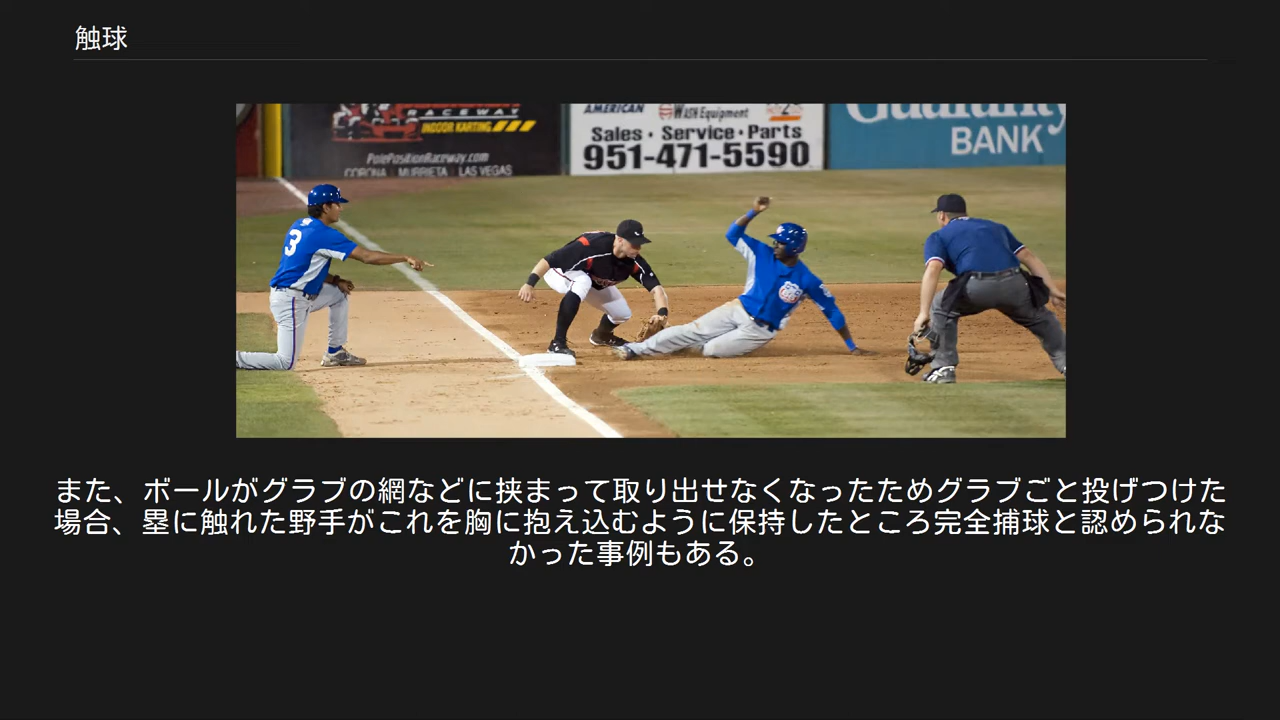 触球
RACEWAY
INDOOR KARTING
PolePositionRaceway.com
CORONA | MURRIETA | LAS VEGAS
AMERICAN
WASH Equipment
Sales • Service • Parts
951-471-5590
Guaranty
BANK
3
また、ボールがグラブの網などに挟まって取り出せなくなったためグラブごと投げつけた
場合、塁に触れた野手がこれを胸に抱え込むように保持したところ完全捕球と認められな
かった事例もある。